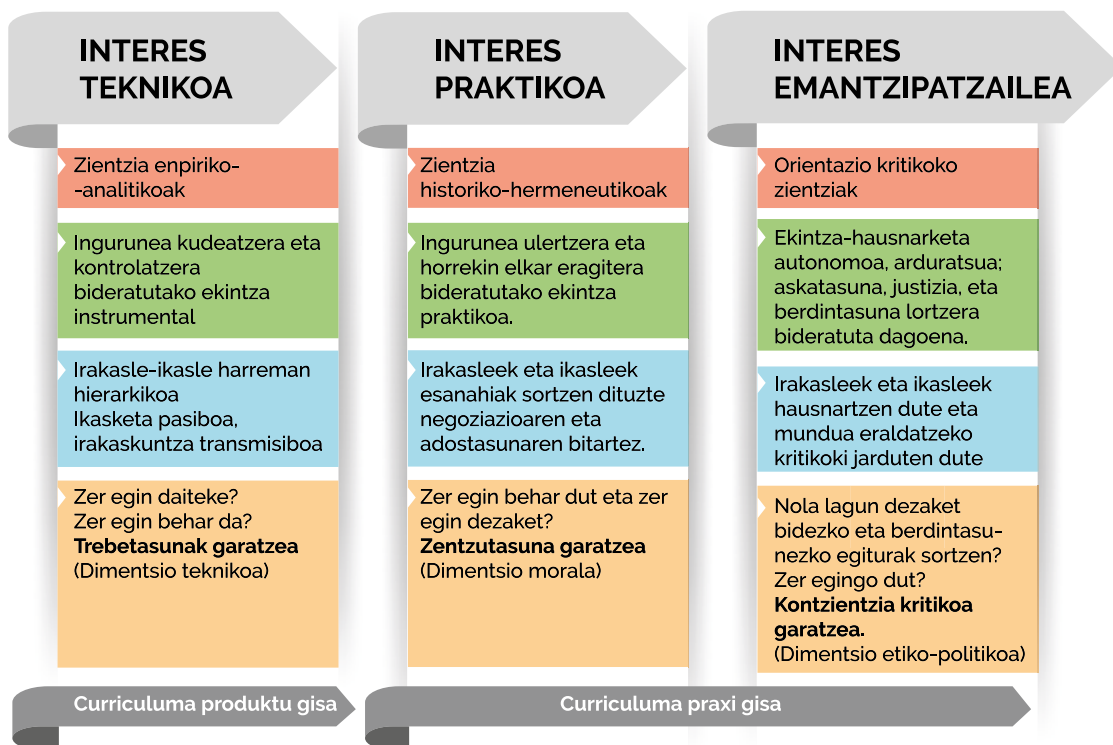 INTERES
TEKNIKOA
Zientzia enpiriko-
-analitikoak
Ingurunea kudeatzera eta
kontrolatzera
bideratutako ekintza
instrumental
Irakasle-ikasle harreman
hierarkikoa
Ikasketa pasiboa,
irakaskuntza transmisiboa
Zer egin daiteke?
Zer egin behar da?
Trebetasunak garatzea
(Dimentsio teknikoa)
INTERES
PRAKTIKOA
Zientzia
historiko-hermeneutikoak
Ingurunea ulertzera eta
horrekin elkar eragitera
bideratutako ekintza
praktikoa.
Irakasleek eta ikasleek
esanahiak sortzen dituzte
negoziazioaren eta
adostasunaren bitartez.
Zer egin behar dut eta zer
egin dezaket?
Zentzutasuna garatzea
(Dimentsio morala)
INTERES
EMANTZIPATZAILEA
Orientazio kritikoko
zientziak
Ekintza-hausnarketa
autonomoa, arduratsua;
askatasuna, justizia, eta
berdintasuna lortzera
bideratuta dagoena.
Irakasleek eta ikasleek
hausnartzen dute eta
mundua eraldatzeko
kritikoki jarduten dute
Nola lagun dezaket
bidezko eta berdintasu-
nezko egiturak sortzen?
Zer egingo dut?
Kontzientzia kritikoa
garatzea.
(Dimentsio etiko-politikoa)
Curriculuma produktu gisa
Curriculuma praxi gisa